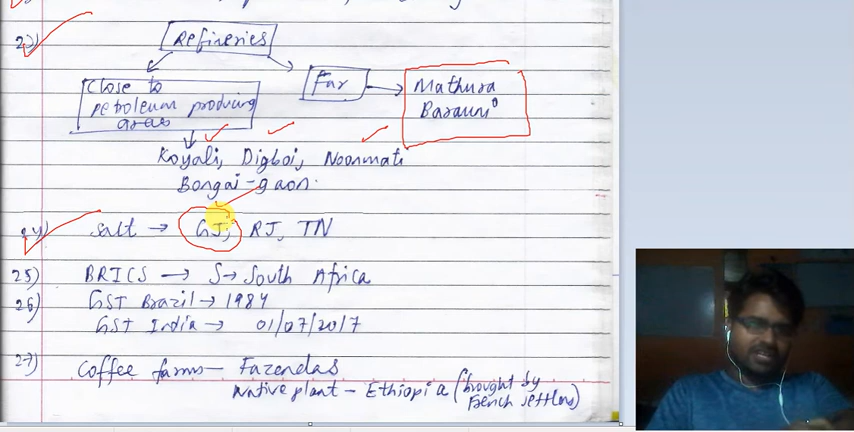 23)
Refineries
Close to
petroleum producing
areas
Far
Mathura
Barauni
Koyali, Digboi, Noonmati
Bongai-gaon.
24) Salt → GJ, RJ, TN
25) BRICS → S → South Africa
26) GST Brazil → 1984
GST India → 01/07/2017
27) Coffee farms — Fazendas
Native plant — Ethiopia (brought by
French settlers)